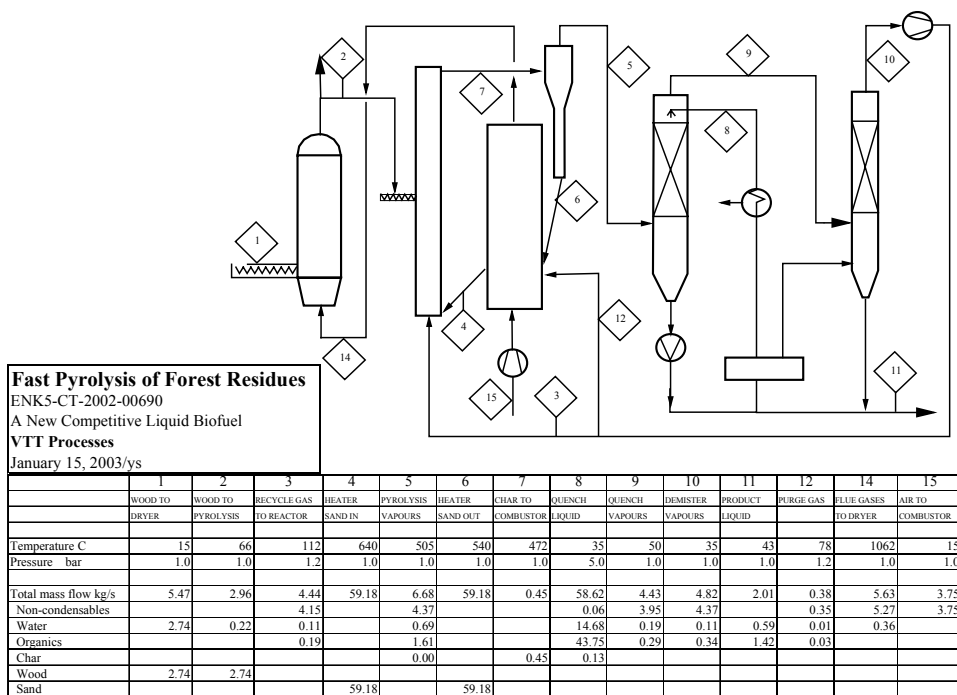 2
10
9
5
7
8
6
1
12
4
14
11
3
15
Fast Pyrolysis of Forest Residues
ENK5-CT-2002-00690
A New Competitive Liquid Biofuel
VTT Processes
January 15, 2003/ys
1 2 3 4 5 6 7 8 9 10 11 12 14 15
WOOD TO WOOD TO RECYCLE GAS HEATER PYROLYSIS HEATER CHAR TO QUENCH QUENCH DEMISTER PRODUCT PURGE GAS FLUE GASES AIR TO
DRYER PYROLYSIS TO REACTOR SAND IN VAPOURS SAND OUT COMBUSTOR LIQUID VAPOURS VAPOURS LIQUID TO DRYER COMBUSTOR
Temperature C 15 66 112 640 505 540 472 35 50 35 43 78 1062 15
Pressure bar 1.0 1.0 1.2 1.0 1.0 1.0 1.0 5.0 1.0 1.0 1.0 1.2 1.0 1.0
Total mass flow kg/s 5.47 2.96 4.44 59.18 6.68 59.18 0.45 58.62 4.43 4.82 2.01 0.38 5.63 3.75
Non-condensables 4.15 4.37 0.06 3.95 4.37 0.35 5.27 3.75
Water 2.74 0.22 0.11 0.69 14.68 0.19 0.11 0.59 0.01 0.36
Organics 0.19 1.61 43.75 0.29 0.34 1.42 0.03
Char 0.00 0.45 0.13
Wood 2.74 2.74
Sand 59.18 59.18